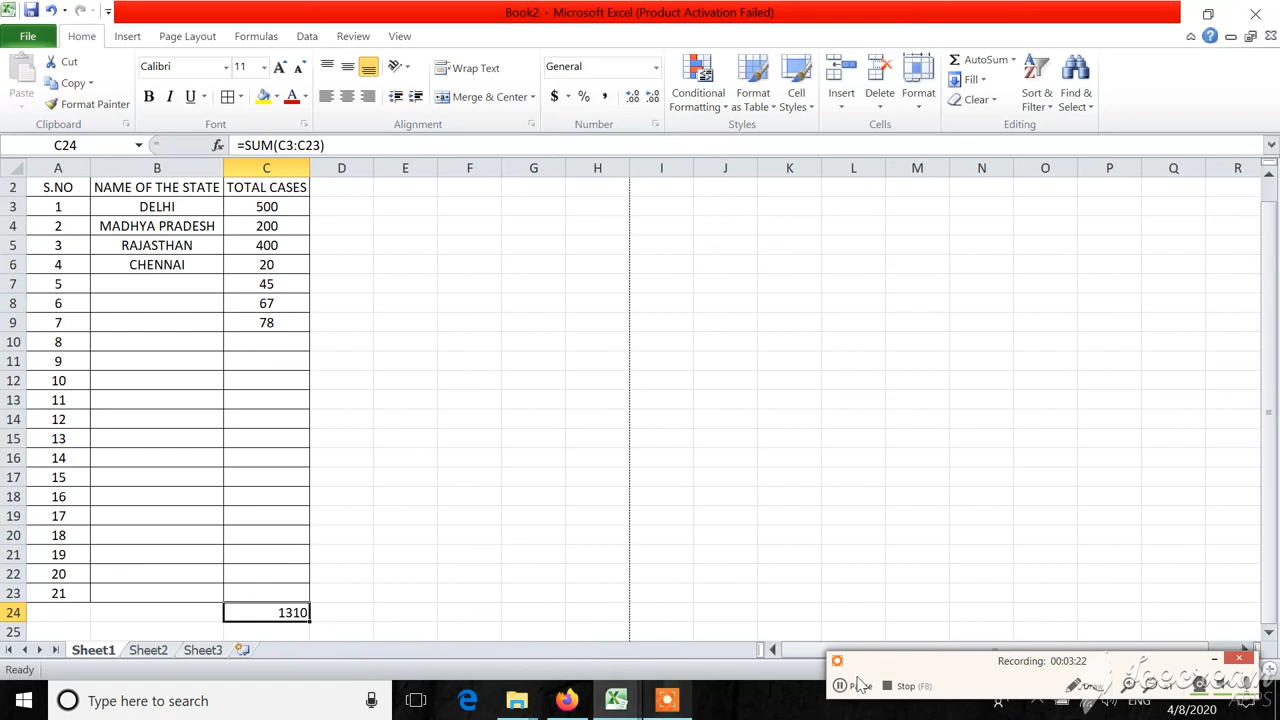 Book2 - Microsoft Excel (Product Activation Failed)
File Home Insert Page Layout Formulas Data Review View
Paste Cut Copy Format Painter
Clipboard
Calibri 11
B I U A
Font
Wrap Text
Merge & Center
Alignment
General
$ % ,
Number
Conditional Formatting Format as Table Cell Styles
Styles
Insert Delete Format
Cells
AutoSum Fill Clear
Sort & Filter Find & Select
Editing
C24 fx =SUM(C3:C23)
A B C D E F G H I J K L M N O P Q R
2 S.NO NAME OF THE STATE TOTAL CASES
3 1 DELHI 500
4 2 MADHYA PRADESH 200
5 3 RAJASTHAN 400
6 4 CHENNAI 20
7 5 45
8 6 67
9 7 78
10 8
11 9
12 10
13 11
14 12
15 13
16 14
17 15
18 16
19 17
20 18
21 19
22 20
23 21
24 1310
25
Sheet1 Sheet2 Sheet3
Ready
Recording: 00:03:22
Stop (F8)
Type here to search
ENG
4/8/2020
Icecream
APPS